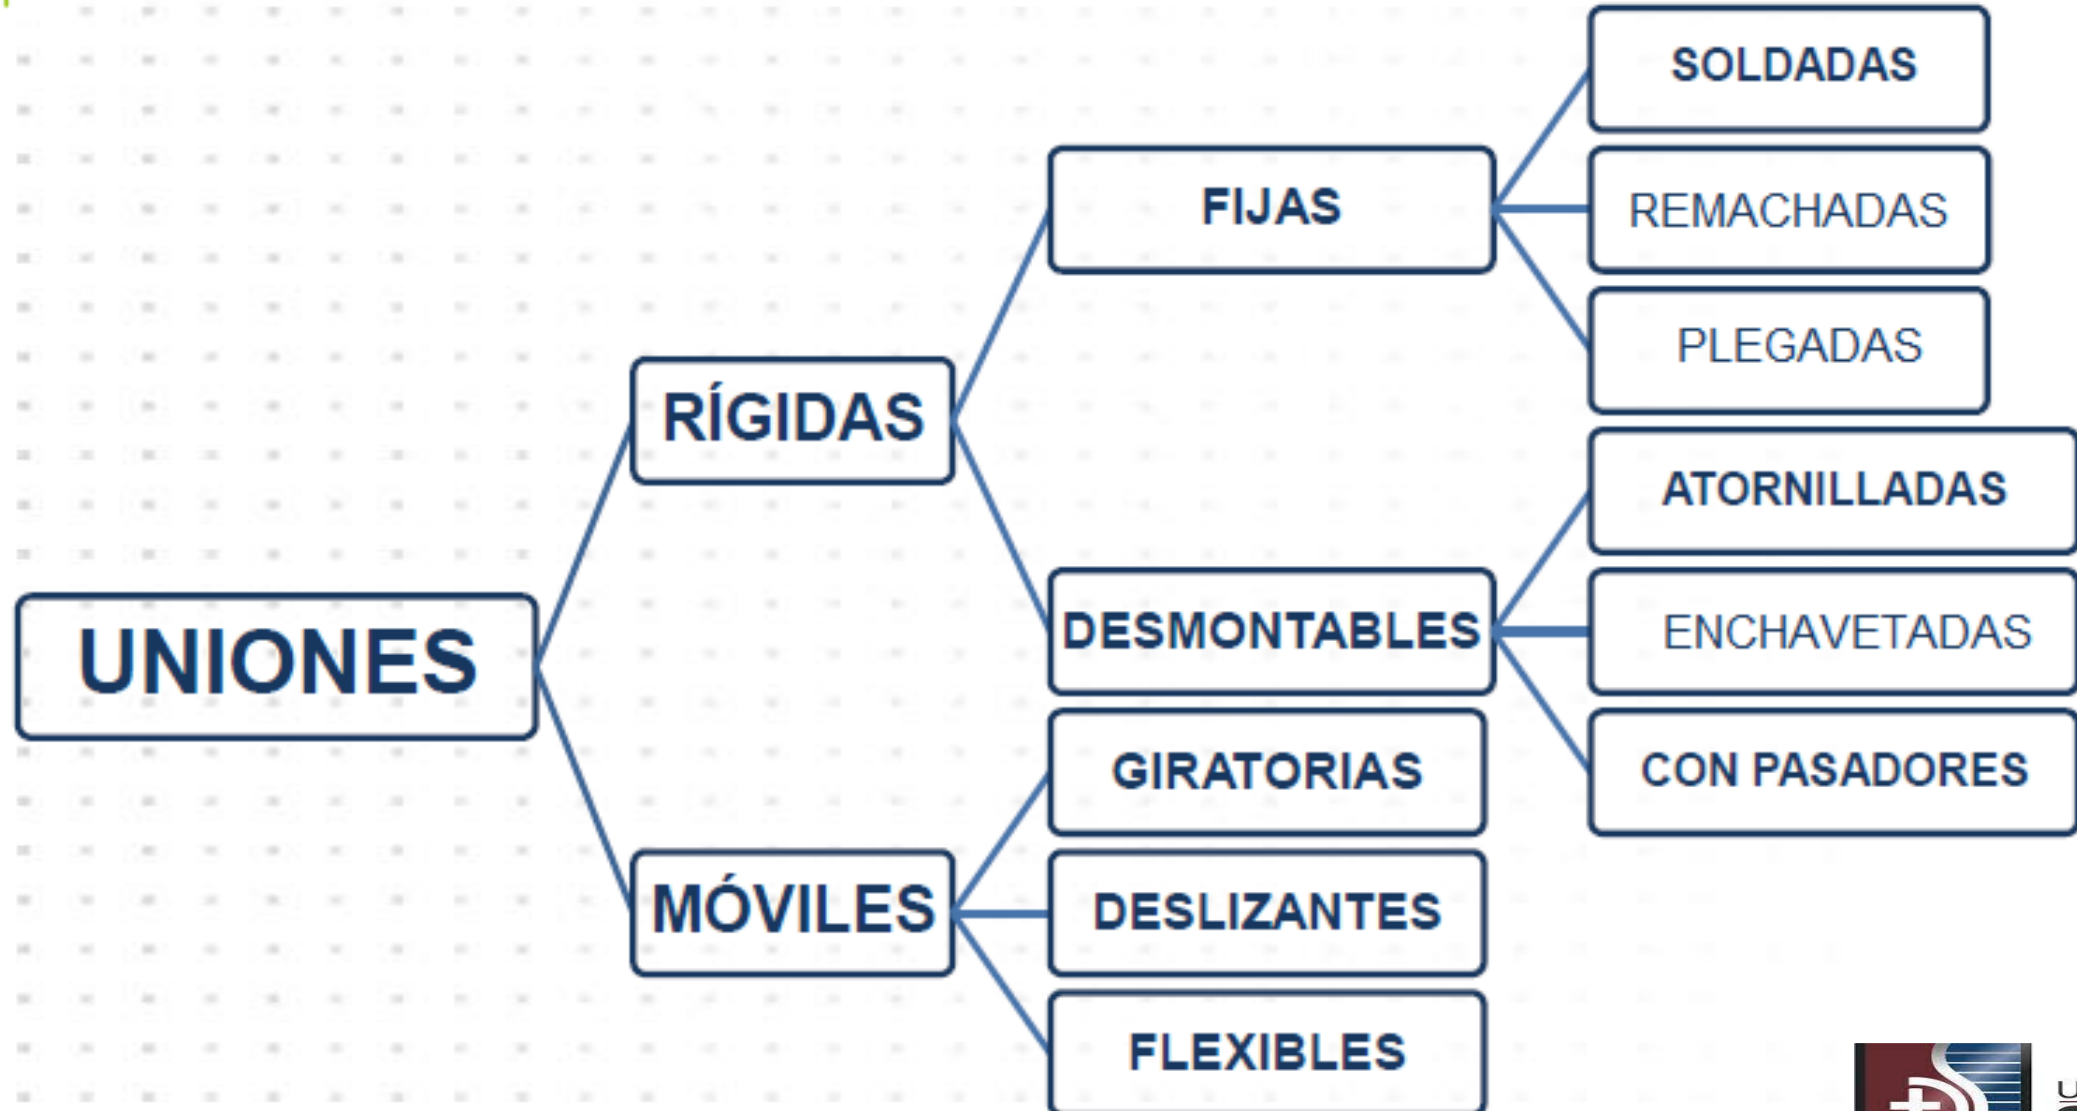 UNIONES
RÍGIDAS
FIJAS
SOLDADAS
REMACHADAS
PLEGADAS
DESMONTABLES
ATORNILLADAS
ENCHAVETADAS
CON PASADORES
MÓVILES
GIRATORIAS
DESLIZANTES
FLEXIBLES